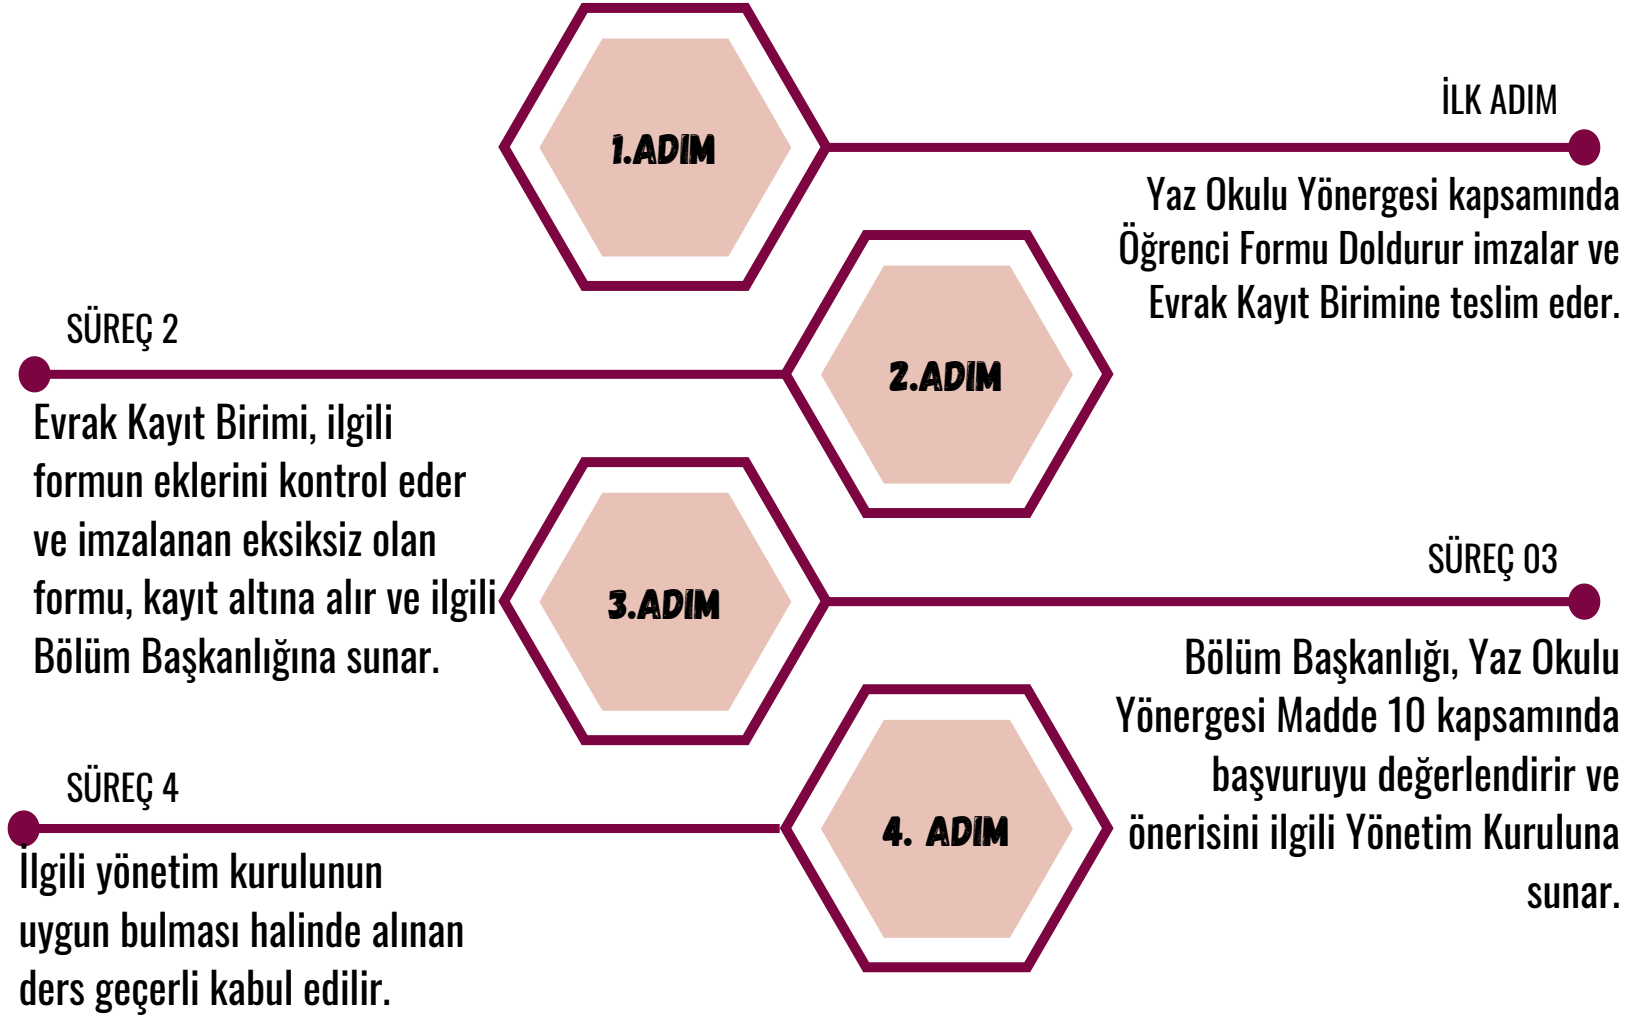 1.ADIM
İLK ADIM
Yaz Okulu Yönergesi kapsamında
Öğrenci Formu Doldurur imzalar ve
Evrak Kayıt Birimine teslim eder.
SÜREÇ 2
2.ADIM
Evrak Kayıt Birimi, ilgili
formun eklerini kontrol eder
ve imzalanan eksiksiz olan
formu, kayıt altına alır ve ilgili
Bölüm Başkanlığına sunar.
3.ADIM
SÜREÇ 03
Bölüm Başkanlığı, Yaz Okulu
Yönergesi Madde 10 kapsamında
başvuruyu değerlendirir ve
önerisini ilgili Yönetim Kuruluna
sunar.
SÜREÇ 4
4. ADIM
İlgili yönetim kurulunun
uygun bulması halinde alınan
ders geçerli kabul edilir.